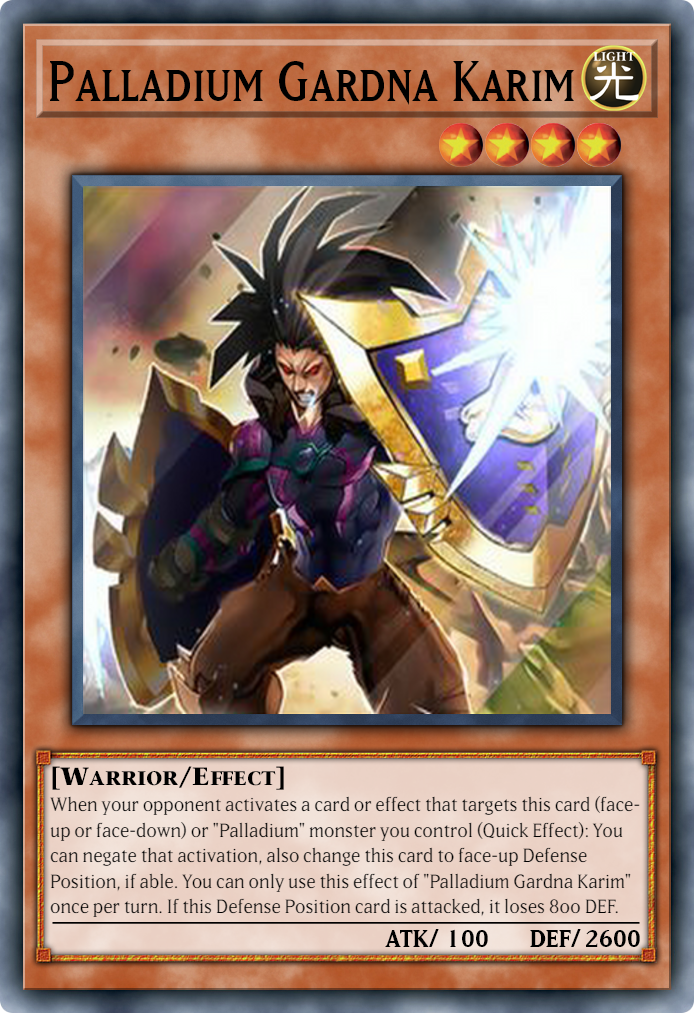 Palladium Gardna Karim
LIGHT
光
[Warrior/Effect]
When your opponent activates a card or effect that targets this card (face-
up or face-down) or "Palladium" monster you control (Quick Effect): You
can negate that activation, also change this card to face-up Defense
Position, if able. You can only use this effect of "Palladium Gardna Karim"
once per turn. If this Defense Position card is attacked, it loses 800 DEF.
ATK/ 100 DEF/ 2600